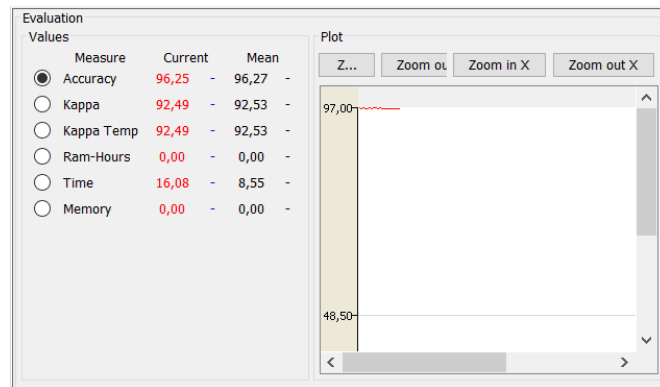 Evaluation
Values
Measure Current Mean
Accuracy 96,25 - 96,27 -
Kappa 92,49 - 92,53 -
Kappa Temp 92,49 - 92,53 -
Ram-Hours 0,00 - 0,00 -
Time 16,08 - 8,55 -
Memory 0,00 - 0,00 -
Plot
Z... Zoom ou Zoom in X Zoom out X
97,00
48,50